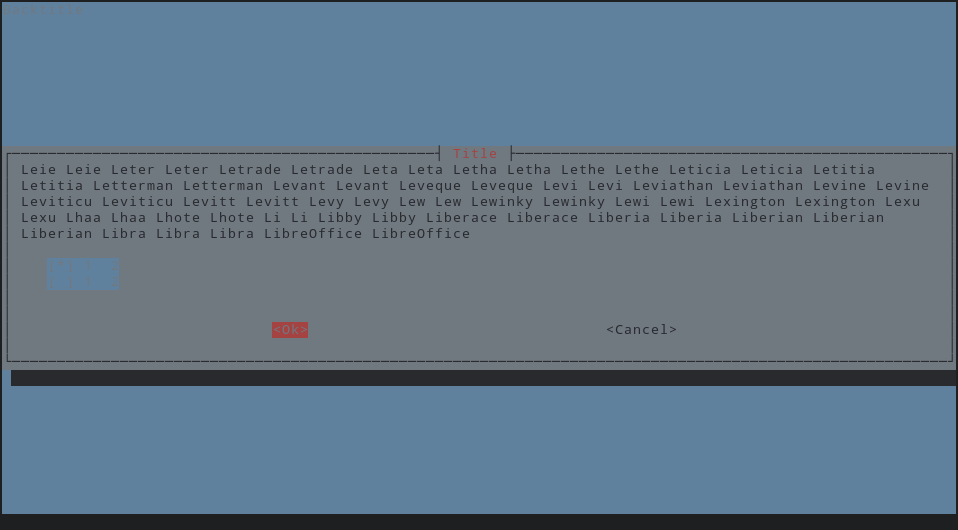 Title
Leie Leie Leter Leter Letrade Letrade Leta Leta Letha Letha Lethe Lethe Leticia Leticia Letitia
Letitia Letterman Letterman Levant Levant Leveque Leveque Levi Levi Leviathan Leviathan Levine Levine
Leviticu Leviticu Levitt Levitt Levy Levy Lew Lew Lewinky Lewinky Lewi Lewi Lexington Lexington Lexu
Lexu Lhaa Lhaa Lhote Lhote Li Li Libby Libby Liberace Liberace Liberia Liberia Liberian Liberian
Liberian Libra Libra Libra LibreOffice LibreOffice
<Ok> <Cancel>